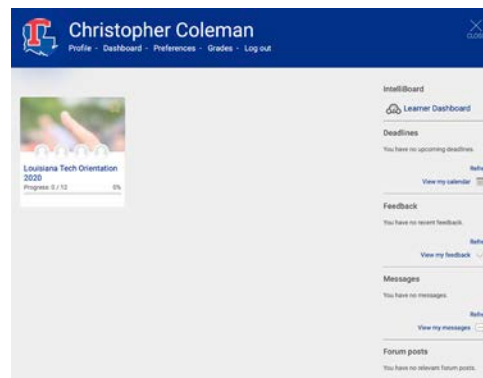 Christopher Coleman
CLOSE
Profile - Dashboard - Preferences - Grades - Log out
Louisiana Tech Orientation
2020
Progress: 0 / 12 0%
IntelliBoard
Learner Dashboard
Deadlines
You have no upcoming deadlines.
View my calendar
Feedback
You have no recent feedback.
View my feedback
Messages
You have no messages.
View my messages
Forum posts
You have no relevant forum posts.